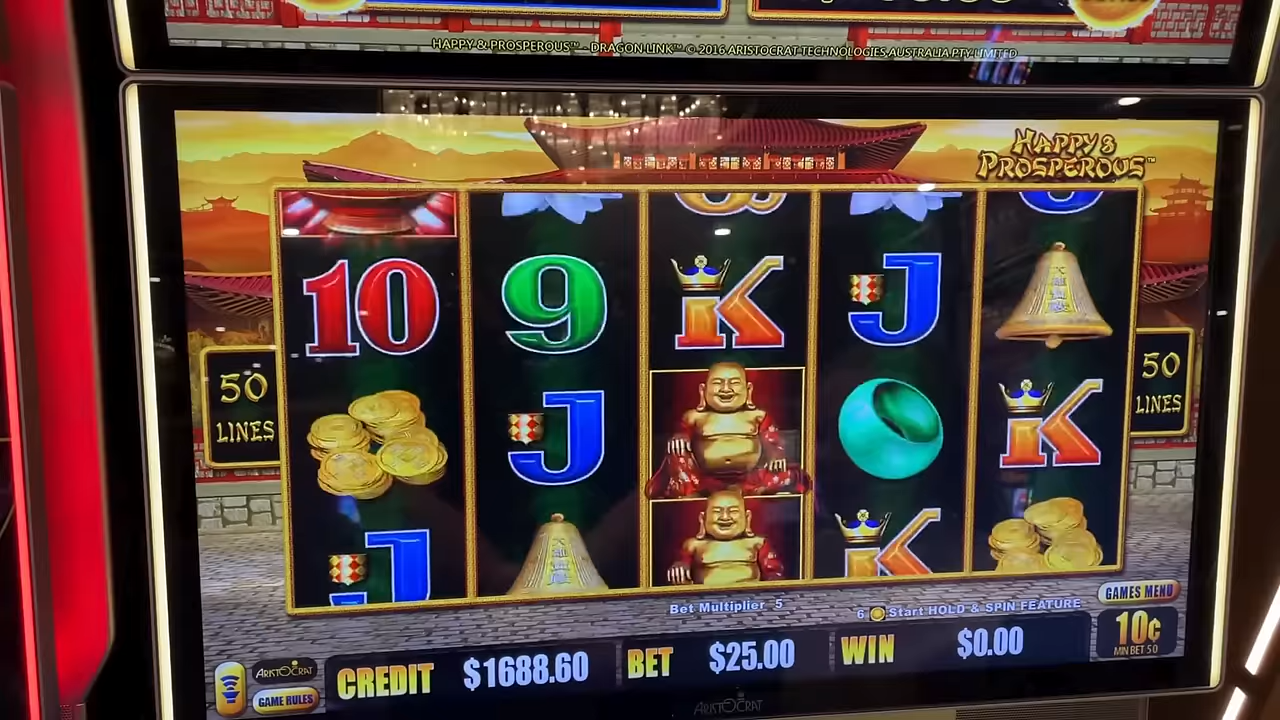 HAPPY & PROSPEROUS™ - DRAGON LINK™ © 2016 ARISTOCRAT TECHNOLOGIES AUSTRALIA PTY LIMITED
HAPPY &
PROSPEROUS™
10
9
K
J
50
LINES
50
LINES
J
K
J
K
Bet Multiplier 5
6 Start HOLD & SPIN FEATURE
GAMES MENU
ARISTOCRAT
GAME RULES
CREDIT $1688.60
BET $25.00
WIN $0.00
10¢
MIN BET 50
ARISTOCRAT